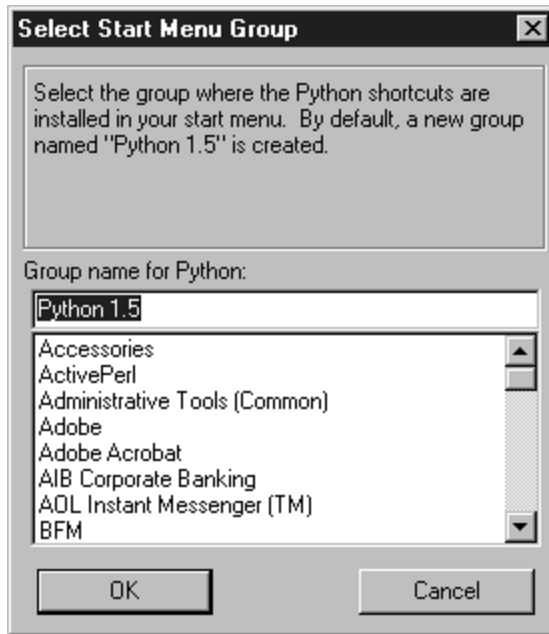 Select Start Menu Group
Select the group where the Python shortcuts are
installed in your start menu.  By default, a new group
named "Python 1.5" is created.
Group name for Python:
Python 1.5
Accessories
ActivePerl
Administrative Tools (Common)
Adobe
Adobe Acrobat
AIB Corporate Banking
AOL Instant Messenger (TM)
BFM
OK
Cancel